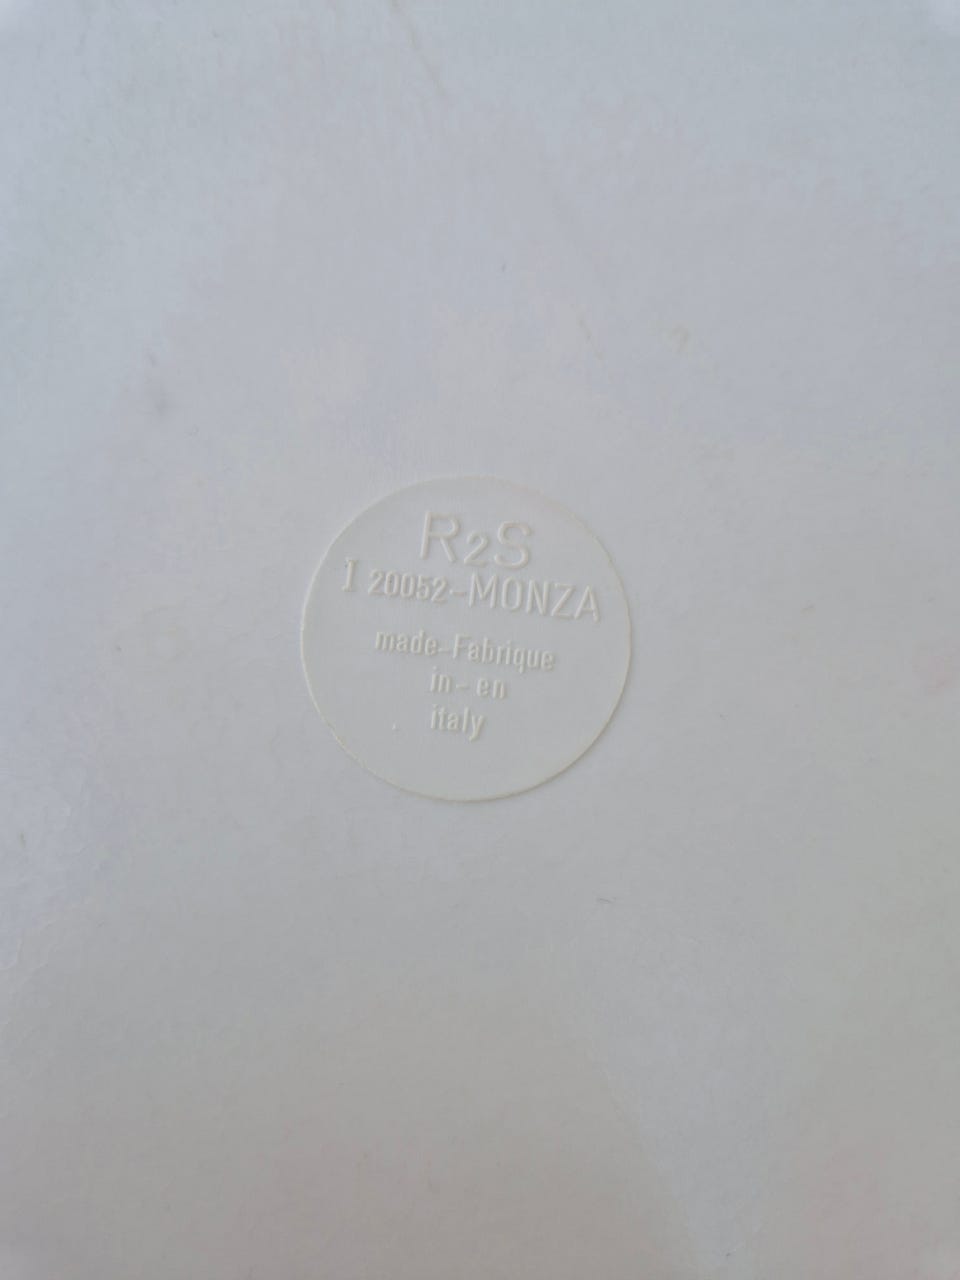 R2S
I 20052-MONZA
made-Fabrique
in-en
italy